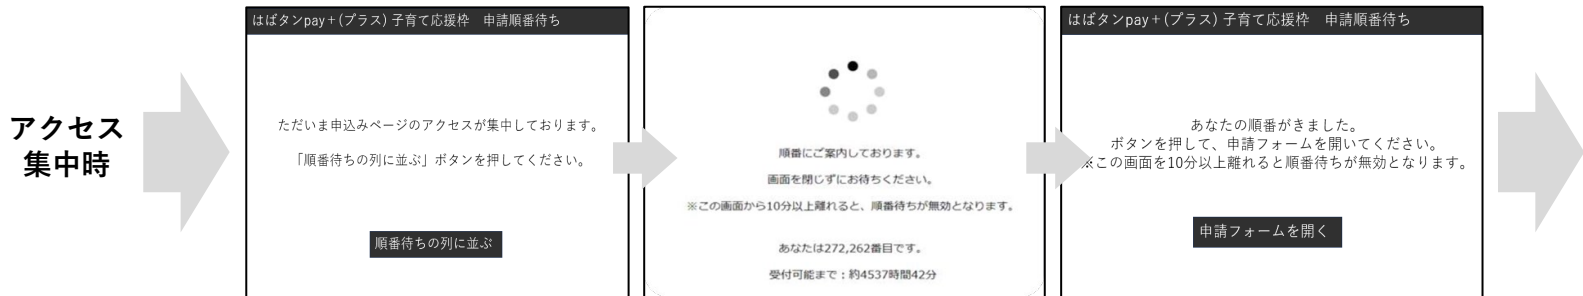 アクセス
集中時
はばタンpay+(プラス) 子育て応援枠　申請順番待ち
ただいま申込みページのアクセスが集中しております。
「順番待ちの列に並ぶ」ボタンを押してください。
順番待ちの列に並ぶ
順番にご案内しております。
画面を閉じずにお待ちください。
※この画面から10分以上離れると、順番待ちが無効となります。
あなたは272,262番目です。
受付可能まで：約4537時間42分
はばタンpay+(プラス) 子育て応援枠　申請順番待ち
あなたの順番がきました。
ボタンを押して、申請フォームを開いてください。
※この画面を10分以上離れると順番待ちが無効となります。
申請フォームを開く